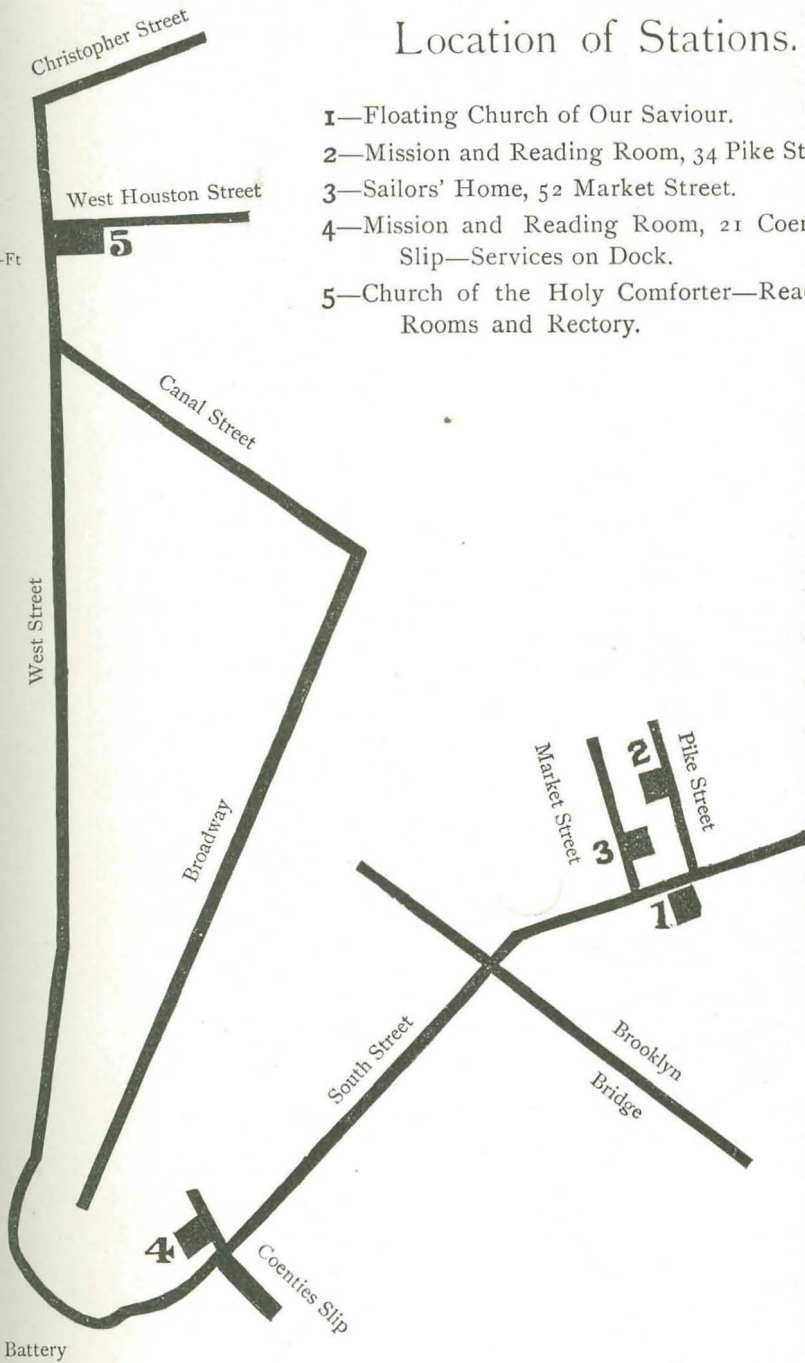 Location of Stations.
1—Floating Church of Our Saviour.
2—Mission and Reading Room, 34 Pike St
3—Sailors' Home, 52 Market Street.
4—Mission and Reading Room, 21 Coen
Slip—Services on Dock.
5—Church of the Holy Comforter—Rea
Rooms and Rectory.
Christopher Street
West Houston Street
5
-Ft
Canal Street
West Street
Broadway
Market Street
2
Pike Street
3
1
South Street
Brooklyn
Bridge
4
Coenties Slip
Battery